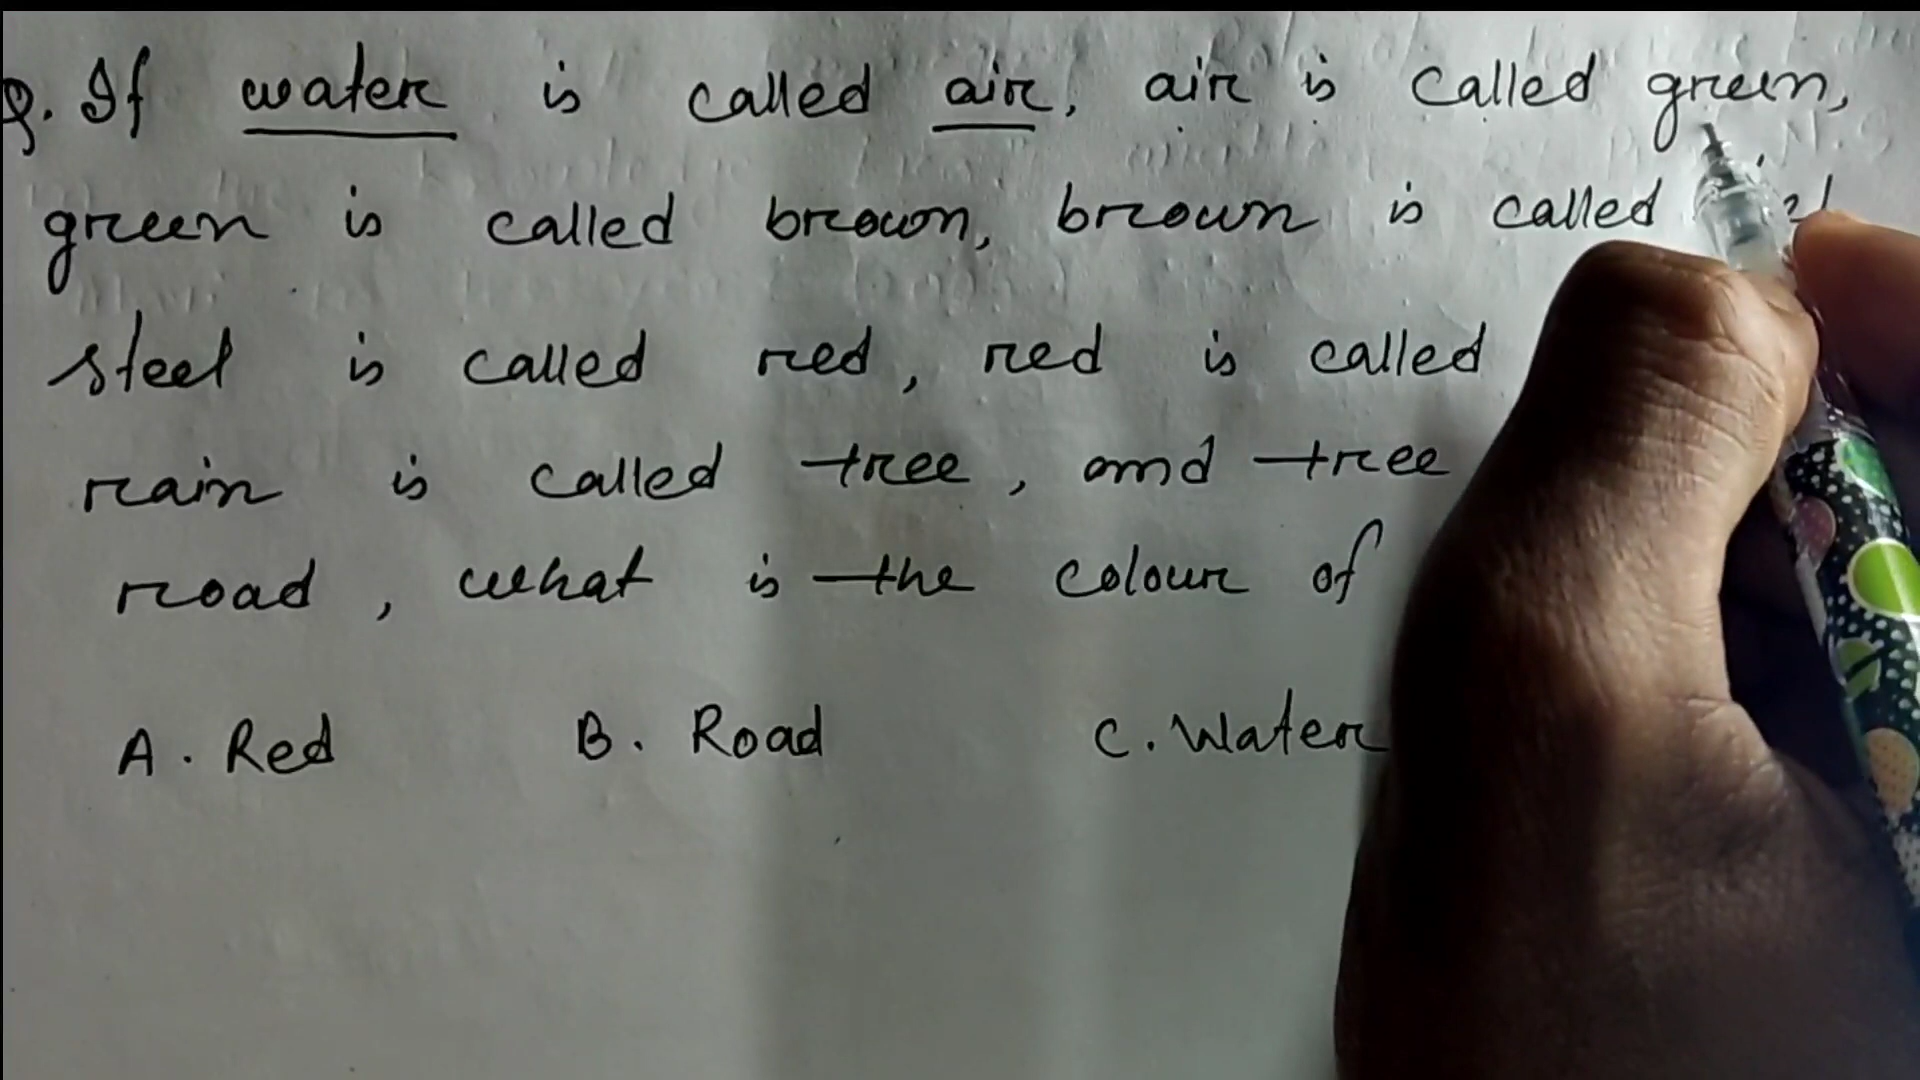 Q. If water is called air, air is called green,
green is called brown, brown is called
steel is called red, red is called
rain is called tree, and tree
road, what is the colour of
A. Red B. Road C. Water